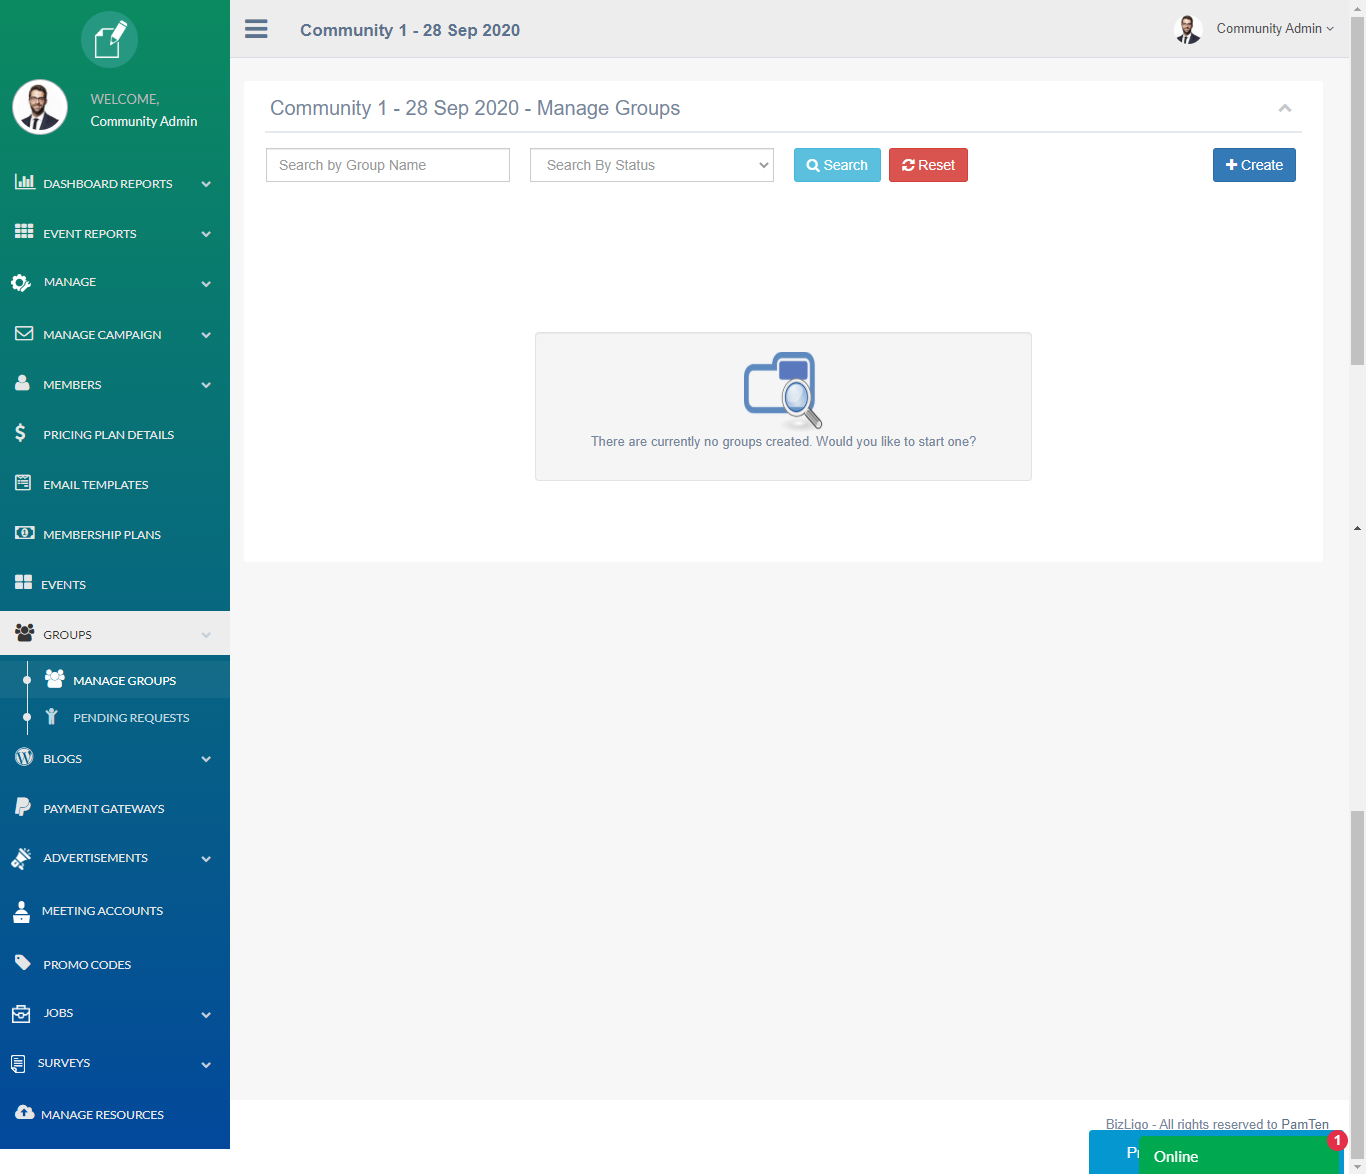 Community 1 - 28 Sep 2020
Community Admin
WELCOME,
Community Admin
DASHBOARD REPORTS
EVENT REPORTS
MANAGE
MANAGE CAMPAIGN
MEMBERS
PRICING PLAN DETAILS
EMAIL TEMPLATES
MEMBERSHIP PLANS
EVENTS
GROUPS
MANAGE GROUPS
PENDING REQUESTS
BLOGS
PAYMENT GATEWAYS
ADVERTISEMENTS
MEETING ACCOUNTS
PROMO CODES
JOBS
SURVEYS
MANAGE RESOURCES
Community 1 - 28 Sep 2020 - Manage Groups
Search by Group Name
Search By Status
Search
Reset
Create
There are currently no groups created. Would you like to start one?
BizLigo - All rights reserved to PamTen
Online
1